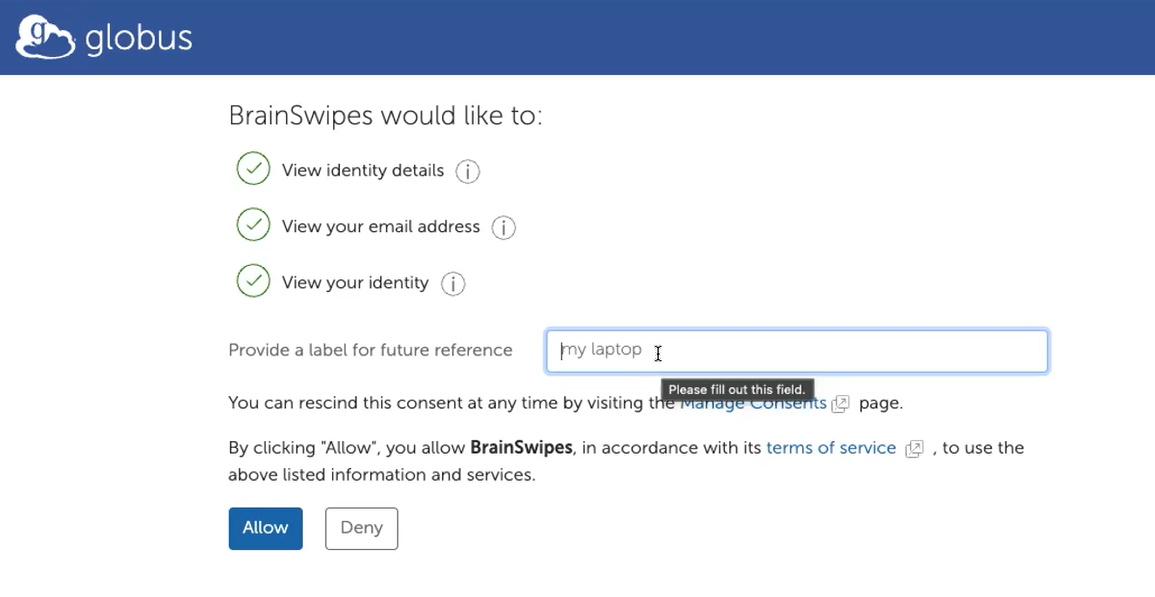 globus
BrainSwipes would like to:
View identity details
View your email address
View your identity
Provide a label for future reference my laptop
Please fill out this field.
You can rescind this consent at any time by visiting the Manage Consents page.
By clicking "Allow", you allow BrainSwipes, in accordance with its terms of service , to use the
above listed information and services.
Allow Deny